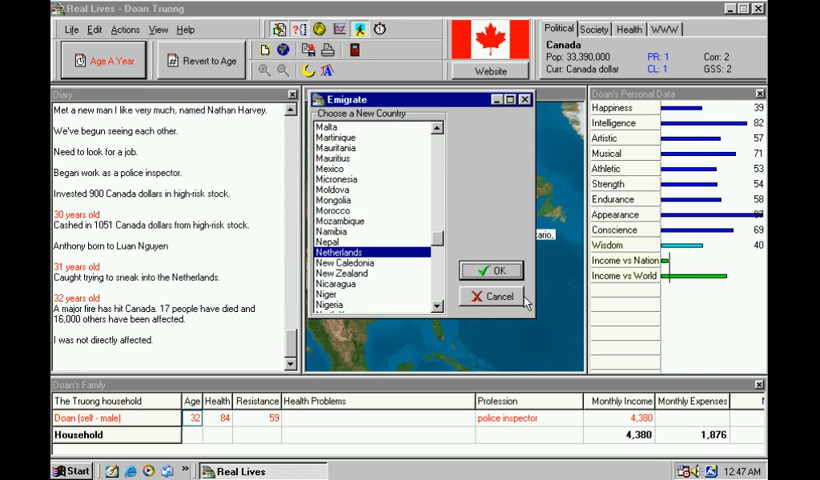 Real Lives - Doan Truong
Life Edit Actions View Help
Age A Year
Revert to Age
Website
Political Society Health WWW
Canada
Pop: 33,390,000 PR: 1 Corr: 2
Curr: Canada dollar CL: 1 GSS: 2
Diary
Met a new man I like very much, named Nathan Harvey.
We've begun seeing each other.
Need to look for a job.
Began work as a police inspector.
Invested 900 Canada dollars in high-risk stock.
30 years old
Cashed in 1051 Canada dollars from high-risk stock.
Anthony born to Luan Nguyen
31 years old
Caught trying to sneak into the Netherlands.
32 years old
A major fire has hit Canada. 17 people have died and
16,000 others have been affected.
I was not directly affected.
Emigrate
Choose a New Country
Malta
Martinique
Mauritania
Mauritius
Mexico
Micronesia
Moldova
Mongolia
Morocco
Mozambique
Namibia
Nepal
Netherlands
New Caledonia
New Zealand
Nicaragua
Niger
Nigeria
OK
Cancel
tario,
Doan's Personal Data
Happiness 39
Intelligence 82
Artistic 57
Musical 71
Athletic 53
Strength 54
Endurance 58
Appearance
Conscience 69
Wisdom 40
Income vs Nation
Income vs World
Doan's Family
The Truong household Age Health Resistance Health Problems Profession Monthly Income Monthly Expenses
Doan (self - male) 32 84 59 police inspector 4,380
Household 4,380 1,876
Start
Real Lives
12:47 AM